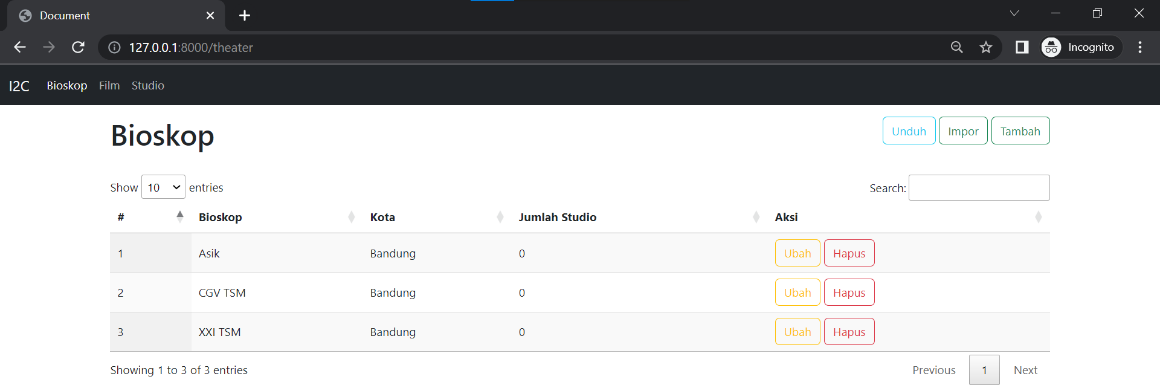 Document
127.0.0.1:8000/theater
Incognito
I2C Bioskop Film Studio
Bioskop
Unduh Impor Tambah
Show 10 entries
Search:
# Bioskop Kota Jumlah Studio Aksi
1 Asik Bandung 0 Ubah Hapus
2 CGV TSM Bandung 0 Ubah Hapus
3 XXI TSM Bandung 0 Ubah Hapus
Showing 1 to 3 of 3 entries
Previous 1 Next